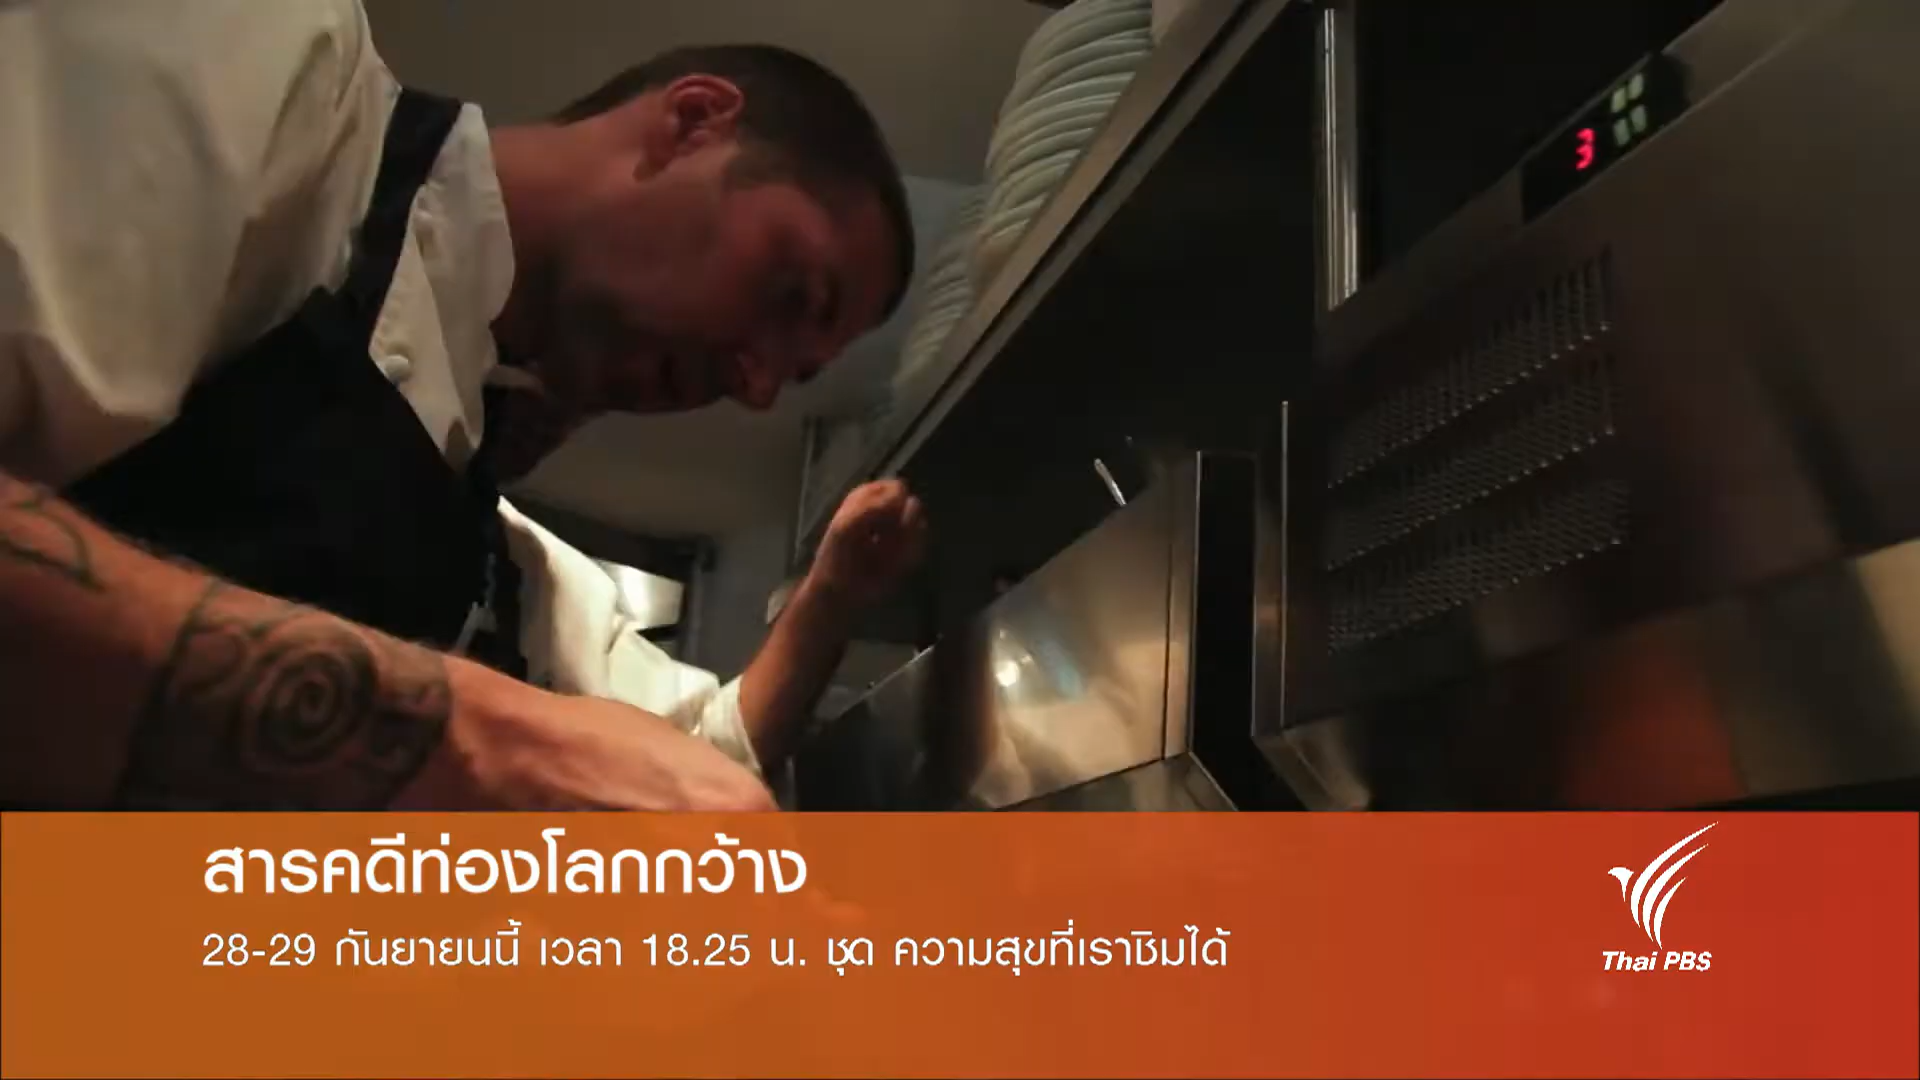 3
สารคดีท่องโลกกว้าง
28-29 กันยายนนี้ เวลา 18.25 น. ชุด ความสุขที่เราชิมได้
Thai PBS